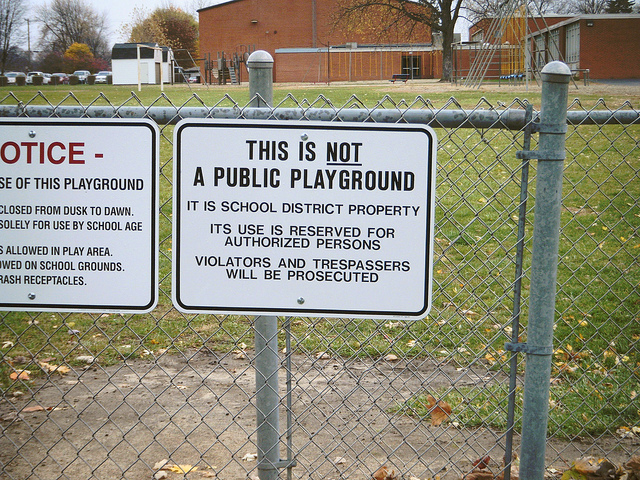 OTICE -
SE OF THIS PLAYGROUND
CLOSED FROM DUSK TO DAWN.
SOLELY FOR USE BY SCHOOL AGE
S ALLOWED IN PLAY AREA.
OWED ON SCHOOL GROUNDS.
RASH RECEPTACLES.
THIS IS NOT
A PUBLIC PLAYGROUND
IT IS SCHOOL DISTRICT PROPERTY
ITS USE IS RESERVED FOR
AUTHORIZED PERSONS
VIOLATORS AND TRESPASSERS
WILL BE PROSECUTED